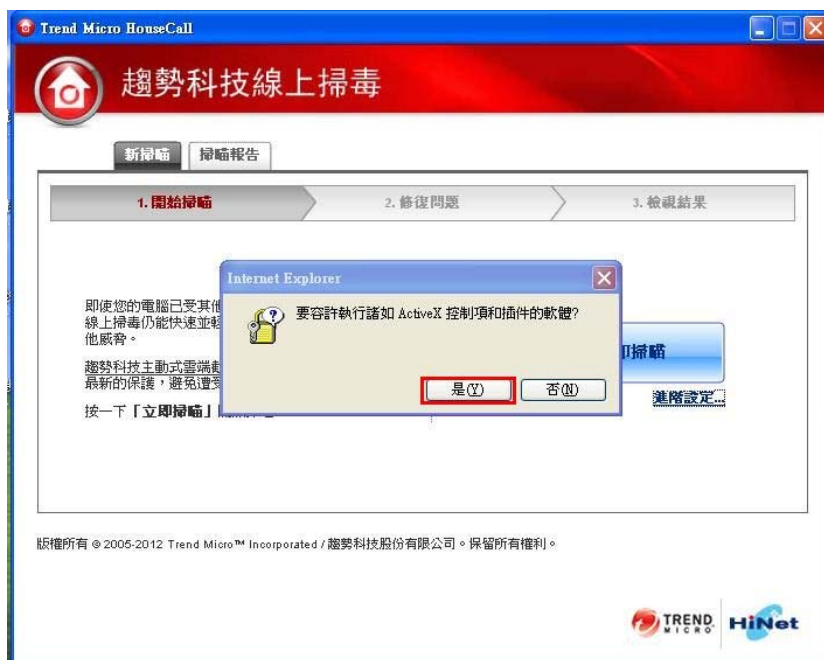 Trend Micro HouseCall
趨勢科技線上掃毒
新掃瞄
掃瞄報告
1. 開始掃瞄
2. 修復問題
3. 檢視結果
Internet Explorer
要容許執行諸如 ActiveX 控制項和插件的軟體?
是(Y)
否(N)
即使您的電腦已受其他
線上掃毒仍能快速並輕
他威脅。
趨勢科技主動式雲端截
最新的保護，避免遭受
按一下「立即掃瞄」
即掃瞄
進階設定...
版權所有 © 2005-2012 Trend Micro™ Incorporated / 趨勢科技股份有限公司。保留所有權利。
TREND
MICRO
HiNet